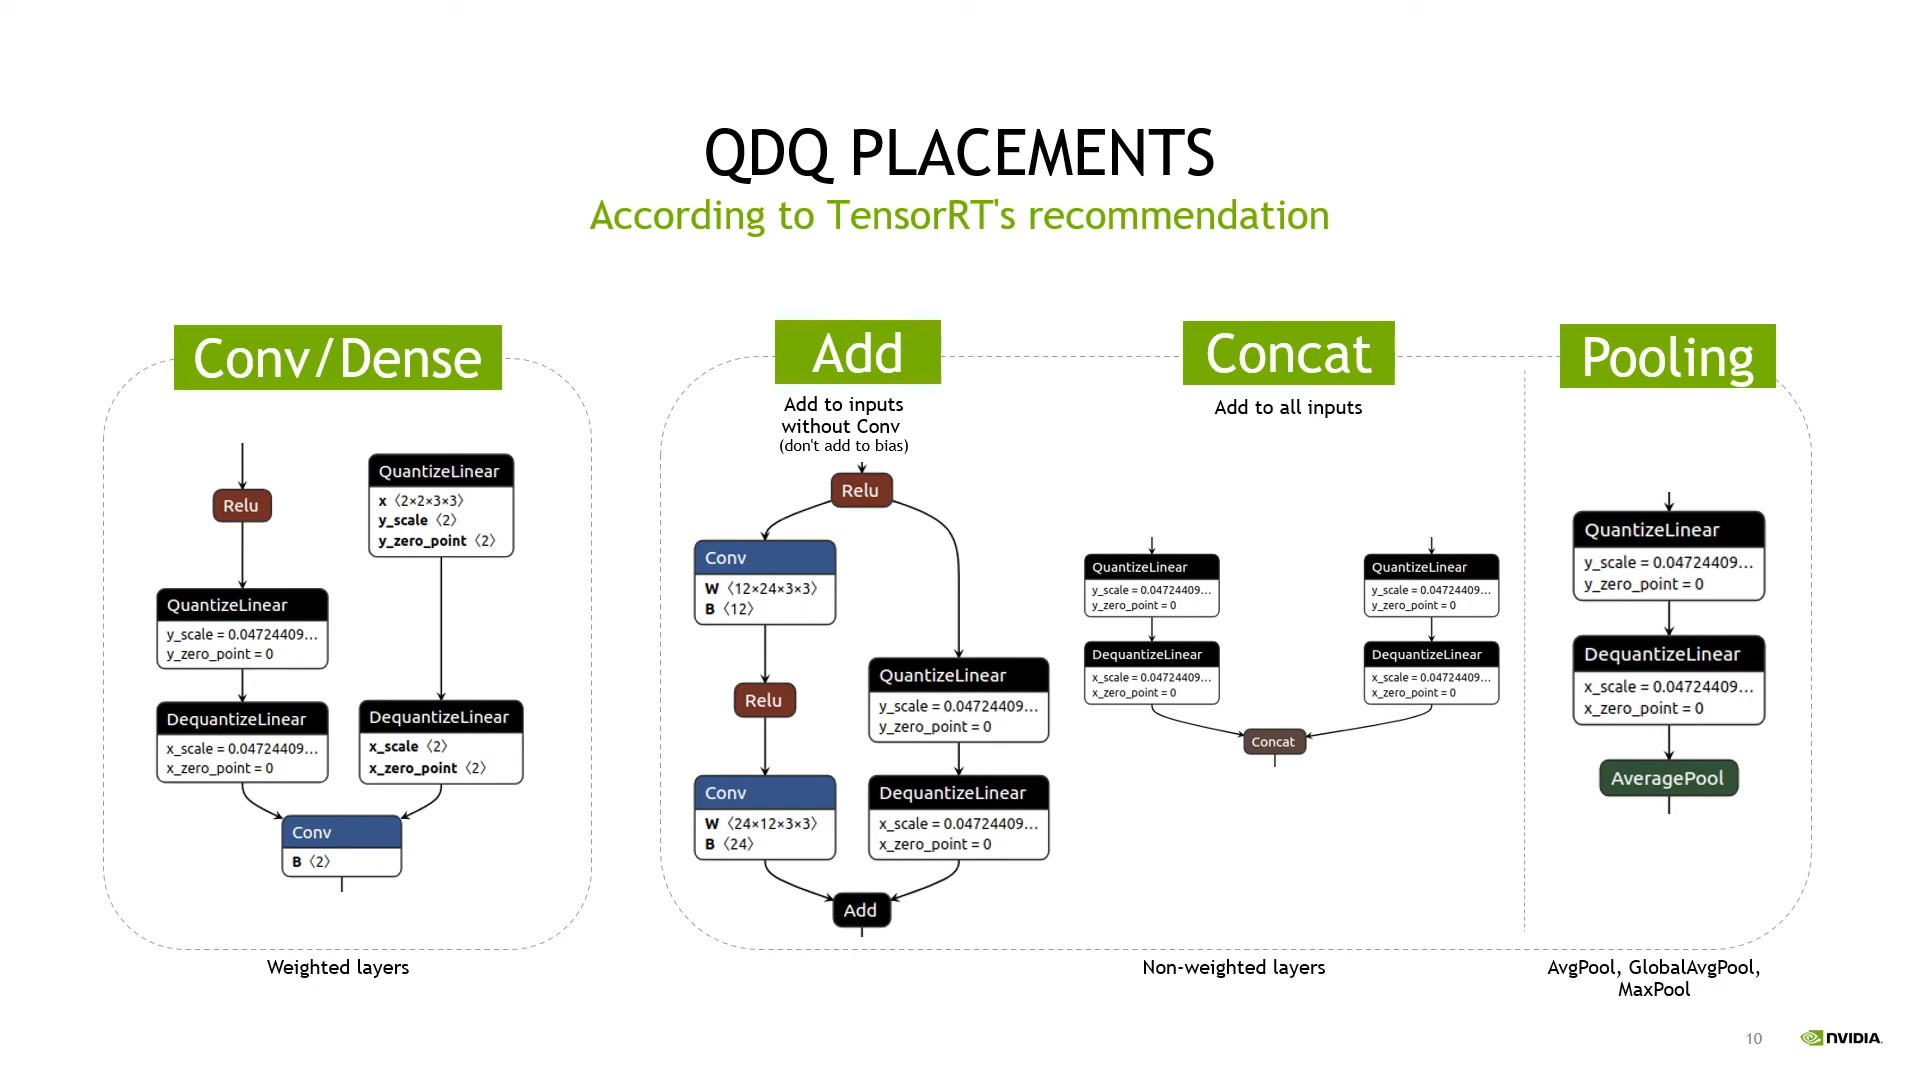 QDQ PLACEMENTS
According to TensorRT's recommendation
Conv/Dense
Relu
QuantizeLinear
x〈2×2×3×3〉
y_scale〈2〉
y_zero_point〈2〉
QuantizeLinear
y_scale = 0.04724409…
y_zero_point = 0
DequantizeLinear
x_scale = 0.04724409…
x_zero_point = 0
DequantizeLinear
x_scale〈2〉
x_zero_point〈2〉
Conv
B〈2〉
Weighted layers
Add
Add to inputs
without Conv
(don't add to bias)
Relu
Conv
W〈12×24×3×3〉
B〈12〉
Relu
QuantizeLinear
y_scale = 0.04724409…
y_zero_point = 0
Conv
W〈24×12×3×3〉
B〈24〉
DequantizeLinear
x_scale = 0.04724409…
x_zero_point = 0
Add
Concat
Add to all inputs
QuantizeLinear
y_scale = 0.04724409…
y_zero_point = 0
DequantizeLinear
x_scale = 0.04724409…
x_zero_point = 0
QuantizeLinear
y_scale = 0.04724409…
y_zero_point = 0
DequantizeLinear
x_scale = 0.04724409…
x_zero_point = 0
Concat
Non-weighted layers
Pooling
QuantizeLinear
y_scale = 0.04724409…
y_zero_point = 0
DequantizeLinear
x_scale = 0.04724409…
x_zero_point = 0
AveragePool
AvgPool, GlobalAvgPool,
MaxPool
10
NVIDIA.